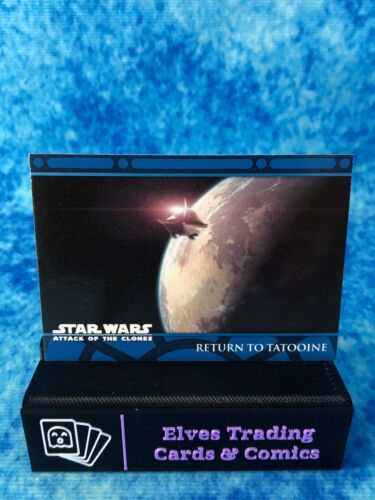 STAR WARS
ATTACK OF THE CLONES
RETURN TO TATOOINE
Elves Trading
Cards & Comics